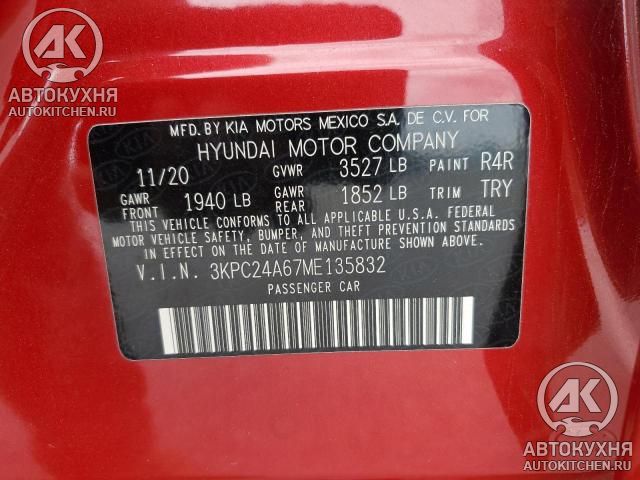 АК
АВТОКУХНЯ
AUTOKITCHEN.RU
MFD. BY KIA MOTORS MEXICO S.A. DE C.V. FOR
HYUNDAI MOTOR COMPANY
11/20 GVWR 3527 LB PAINT R4R
GAWR FRONT 1940 LB GAWR REAR 1852 LB TRIM TRY
THIS VEHICLE CONFORMS TO ALL APPLICABLE U.S.A. FEDERAL
MOTOR VEHICLE SAFETY, BUMPER, AND THEFT PREVENTION STANDARDS
IN EFFECT ON THE DATE OF MANUFACTURE SHOWN ABOVE.
V.I.N. 3KPC24A67ME135832
PASSENGER CAR
АК
АВТОКУХНЯ
AUTOKITCHEN.RU